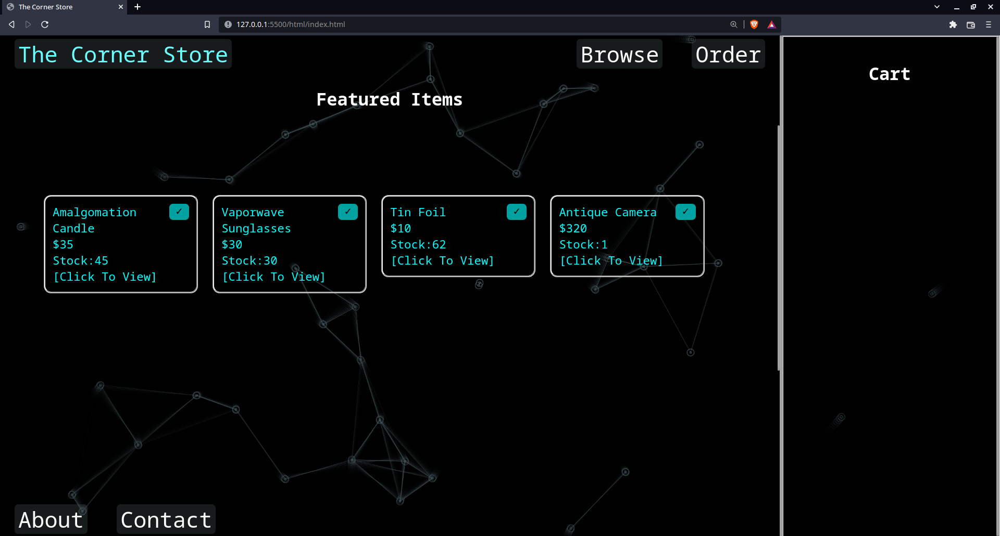 The Corner Store
127.0.0.1:5500/html/index.html
The Corner Store
Browse
Order
Cart
Featured Items
Amalgomation
Candle
$35
Stock:45
[Click To View]
✓
Vaporwave
Sunglasses
$30
Stock:30
[Click To View]
✓
Tin Foil
$10
Stock:62
[Click To View]
✓
Antique Camera
$320
Stock:1
[Click To View]
✓
About
Contact